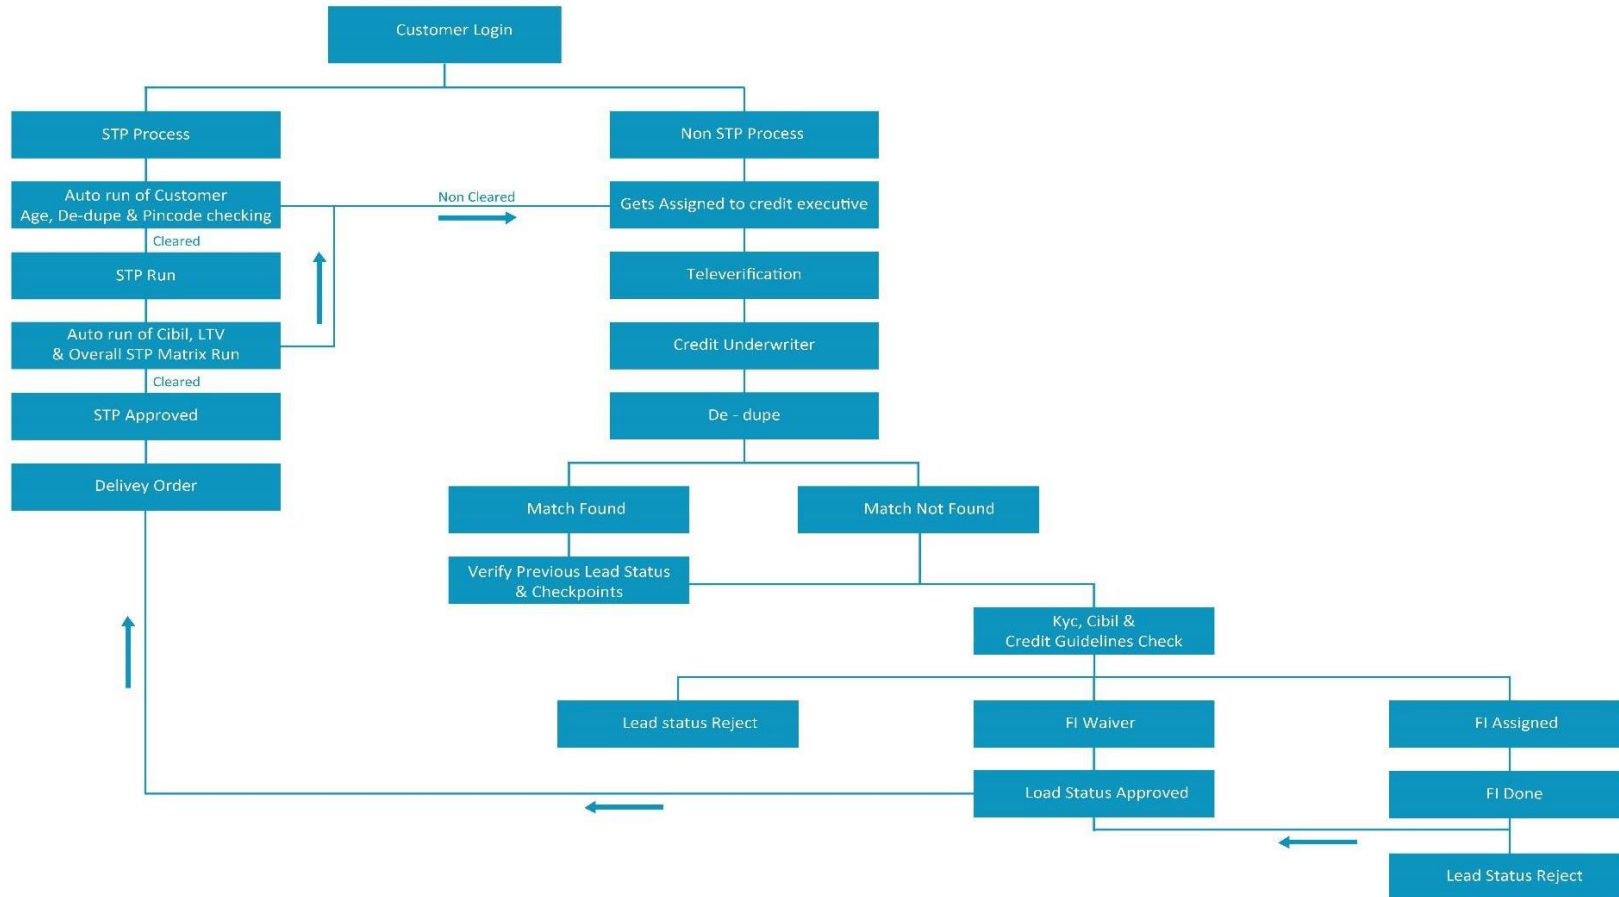 Customer Login
STP Process
Non STP Process
Auto run of Customer
Age, De-dupe & Pincode checking
Non Cleared
Gets Assigned to credit executive
Cleared
STP Run
Televerification
Auto run of Cibil, LTV
& Overall STP Matrix Run
Credit Underwriter
Cleared
STP Approved
De - dupe
Delivey Order
Match Found
Match Not Found
Verify Previous Lead Status
& Checkpoints
Kyc, Cibil &
Credit Guidelines Check
Lead status Reject
FI Waiver
FI Assigned
Load Status Approved
FI Done
Lead Status Reject